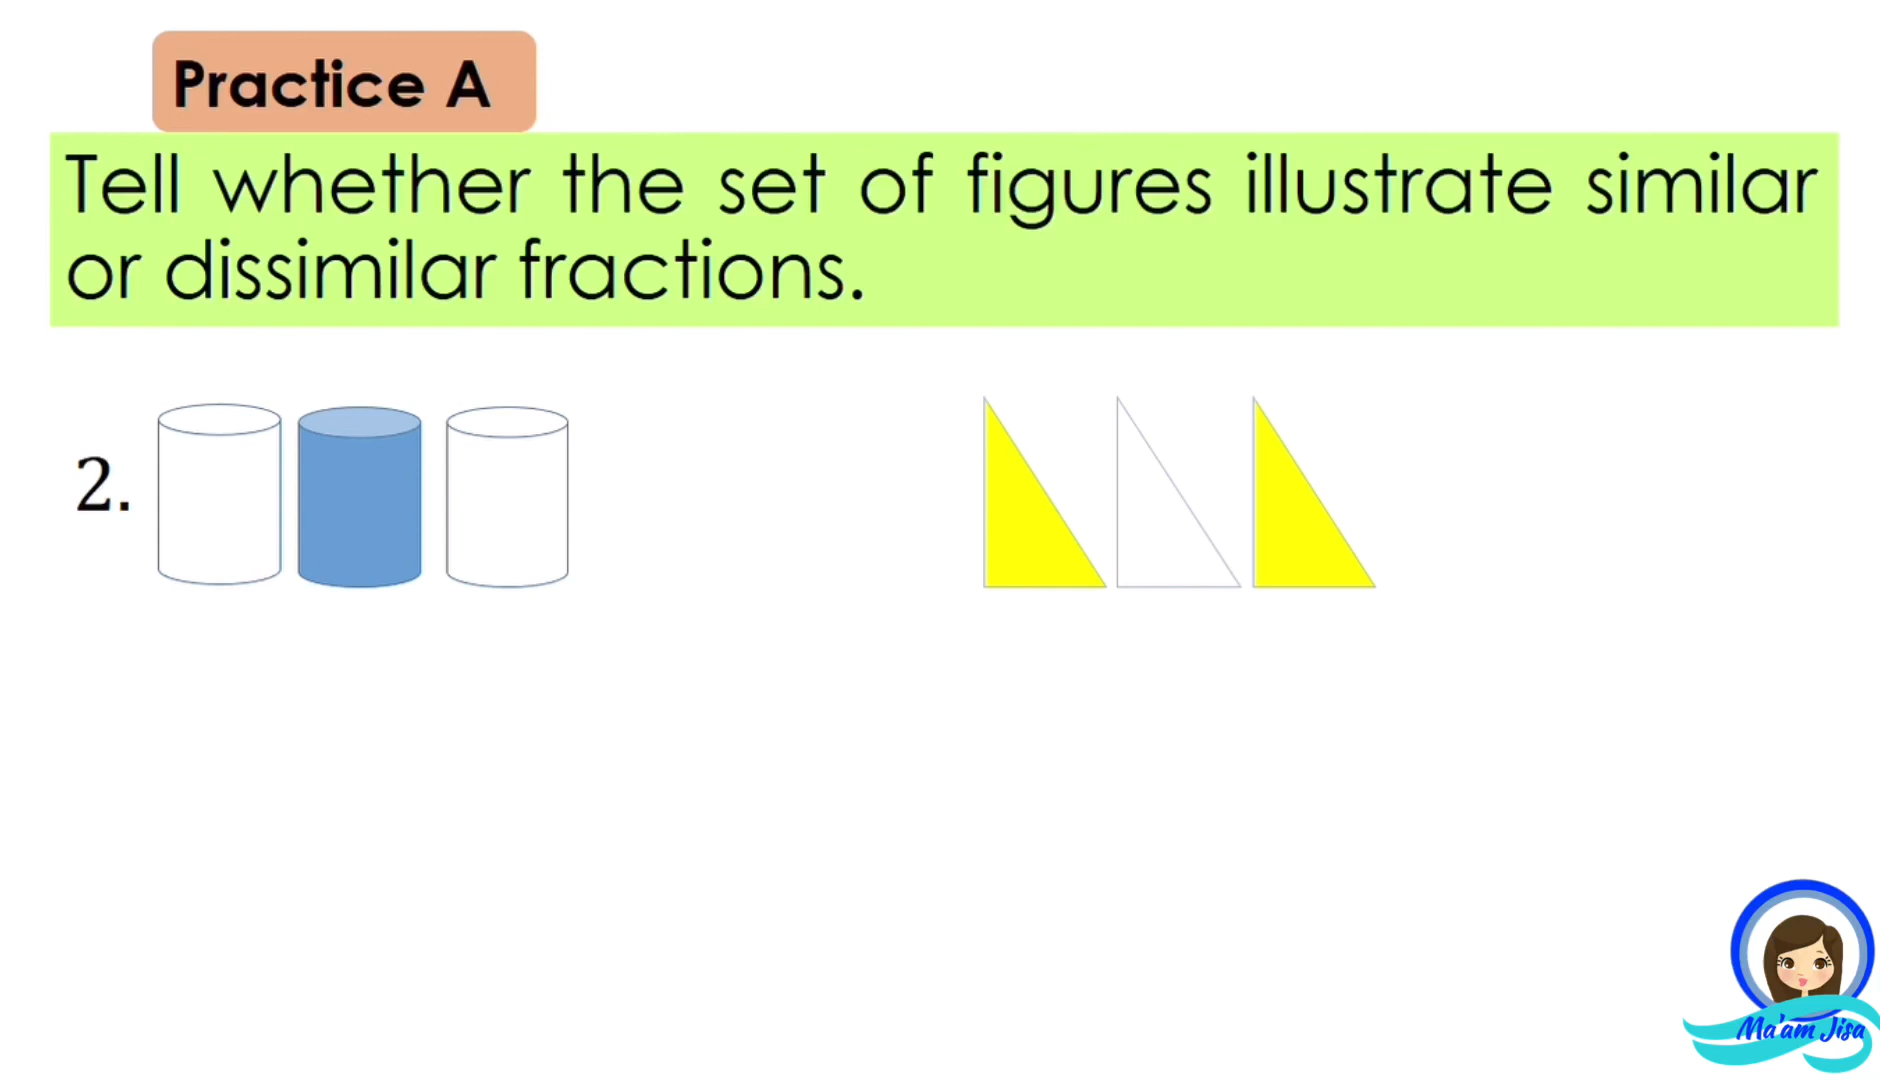 Practice A
Tell whether the set of figures illustrate similar
or dissimilar fractions.
2.
Ma'am Jisa